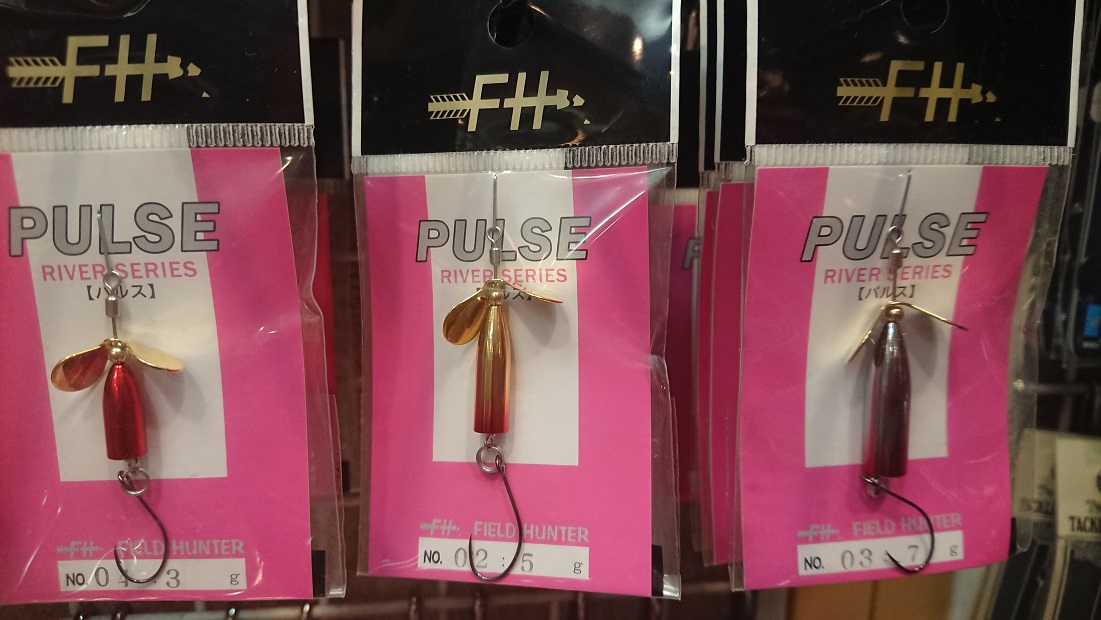 FH
PULSE
RIVER SERIES
【パルス】
FH FIELD HUNTER
NO. 04:3 g
FH
PULSE
RIVER SERIES
FH FIELD HUNTER
NO. 02:5 g
FH
PULSE
RIVER SERIES
【パルス】
FH FIELD HUNTER
NO. 03:7 g